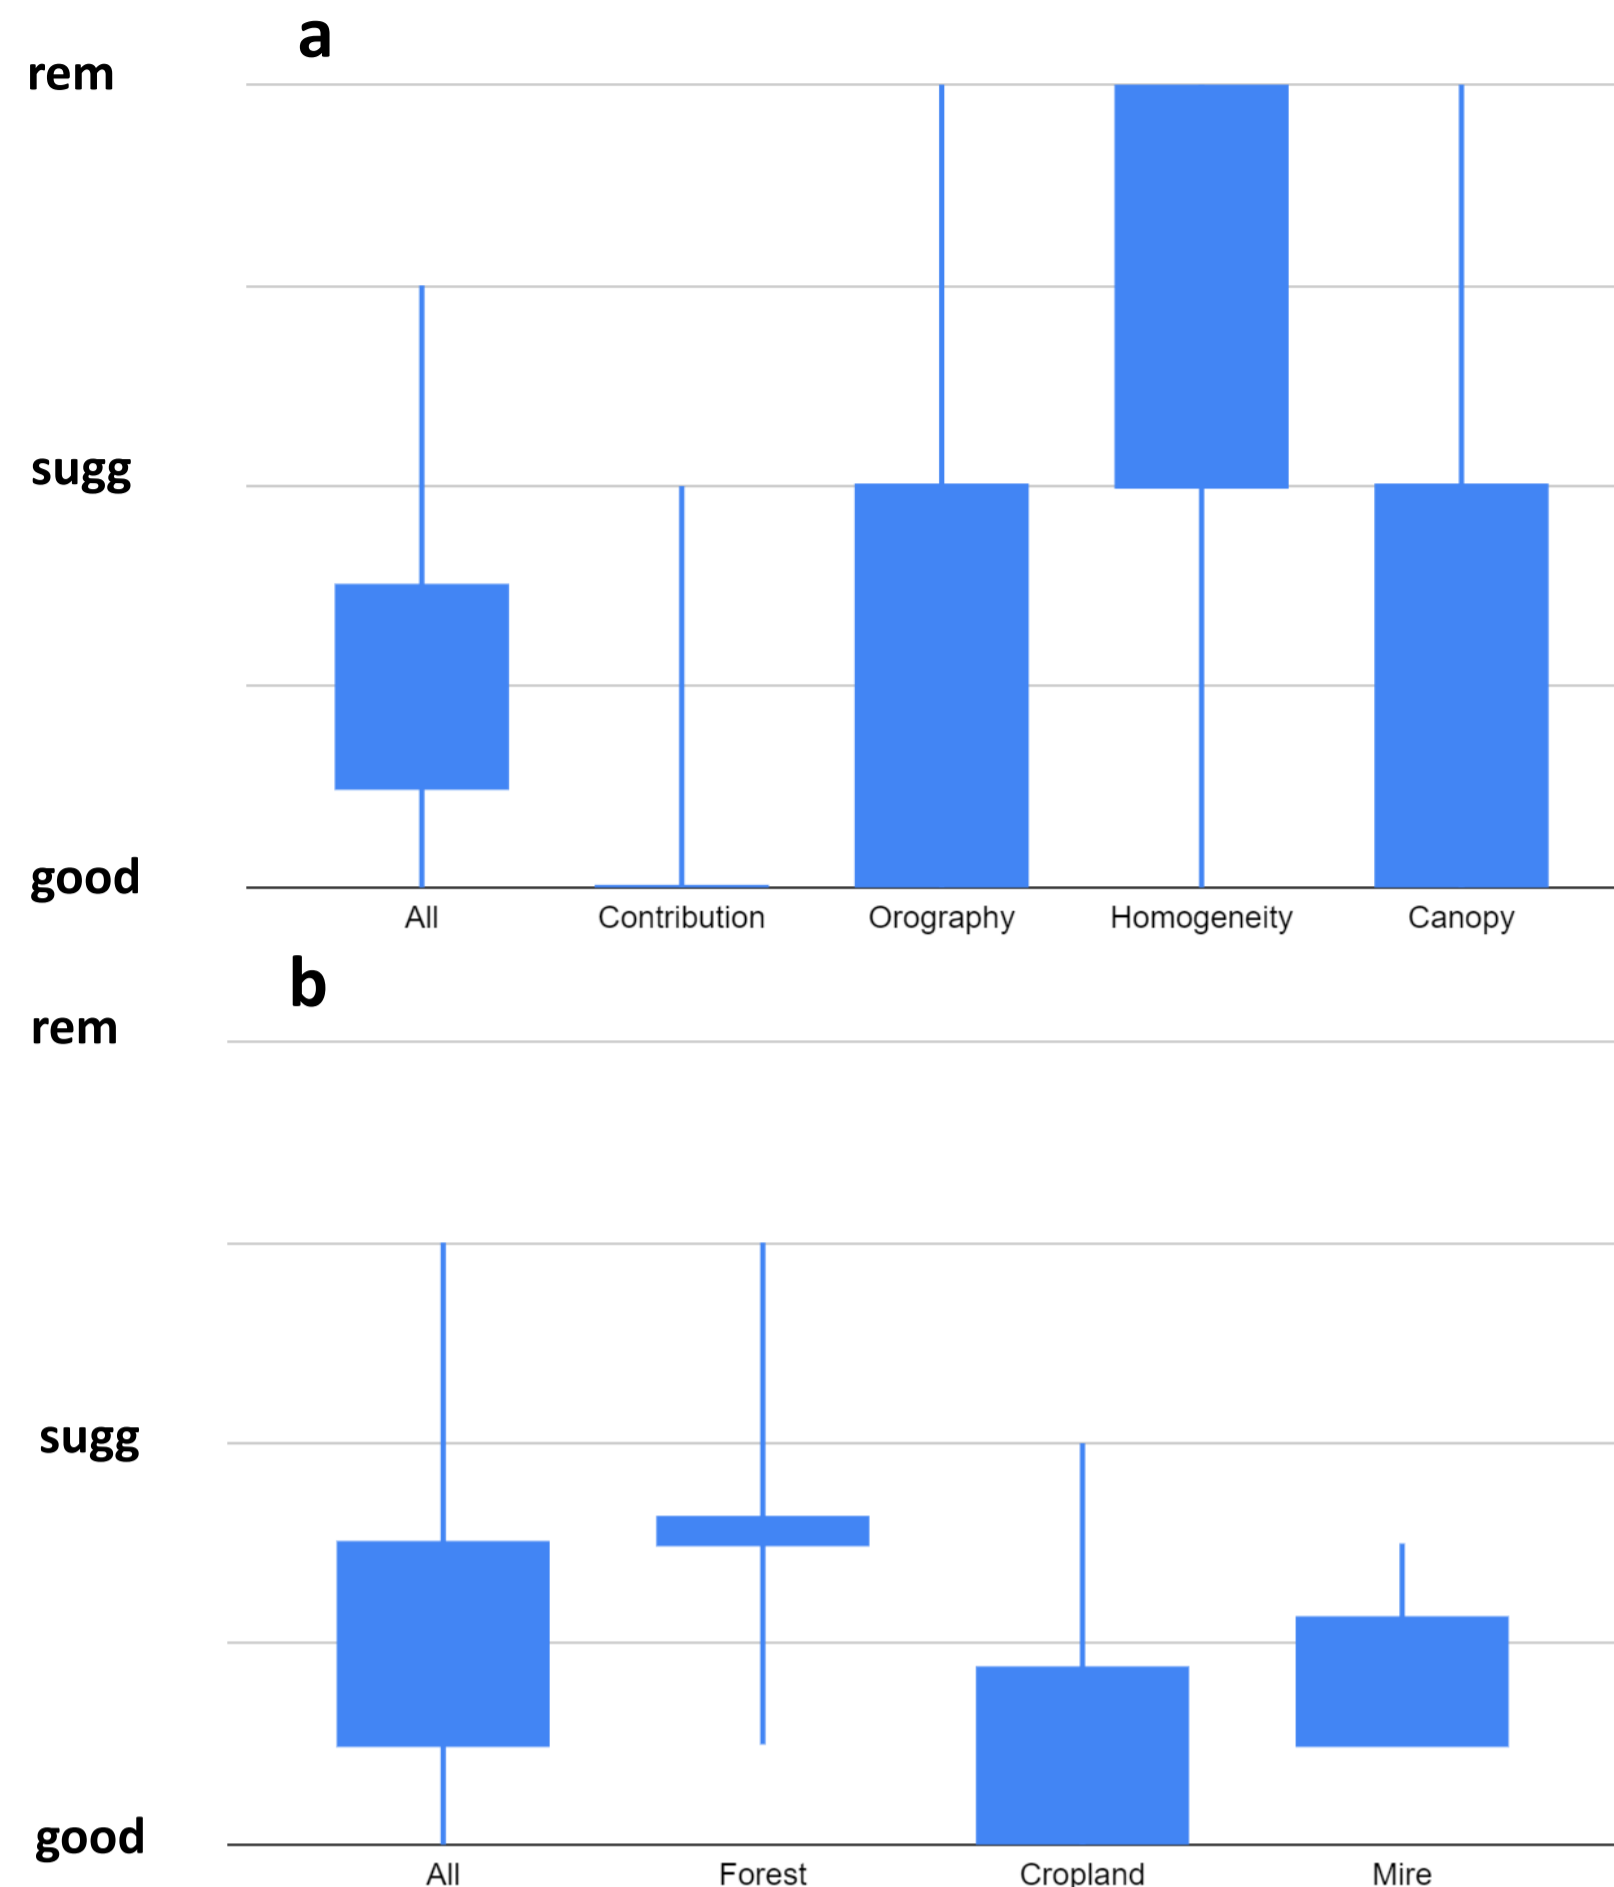 a
rem
sugg
good
All Contribution Orography Homogeneity Canopy
b
rem
sugg
good
All Forest Cropland Mire